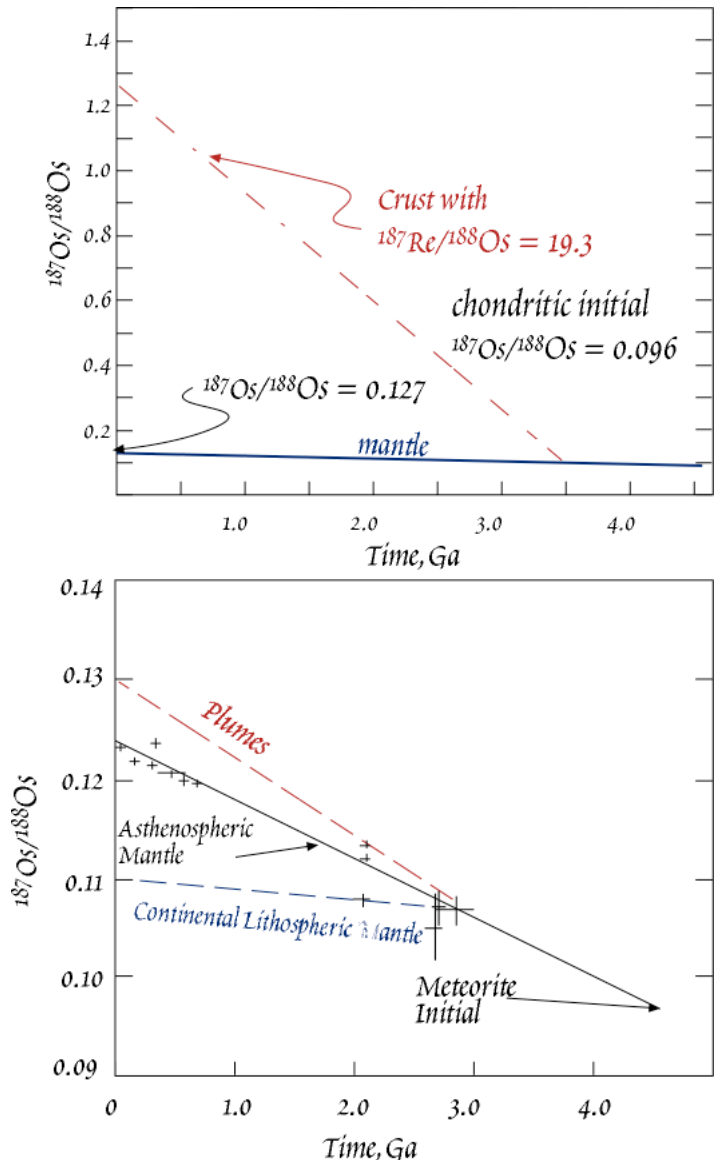 1.4
1.2
1.0
0.8
0.6
0.4
0.2
¹⁸⁷Os/¹⁸⁸Os
Crust with
¹⁸⁷Re/¹⁸⁸Os = 19.3
chondritic initial
¹⁸⁷Os/¹⁸⁸Os = 0.096
¹⁸⁷Os/¹⁸⁸Os = 0.127
mantle
1.0 2.0 3.0 4.0
Time, Ga
0.14
0.13
0.12
0.11
0.10
0.09
¹⁸⁷Os/¹⁸⁸Os
Plumes
Asthenospheric
Mantle
Continental Lithospheric Mantle
Meteorite
Initial
0 1.0 2.0 3.0 4.0
Time, Ga